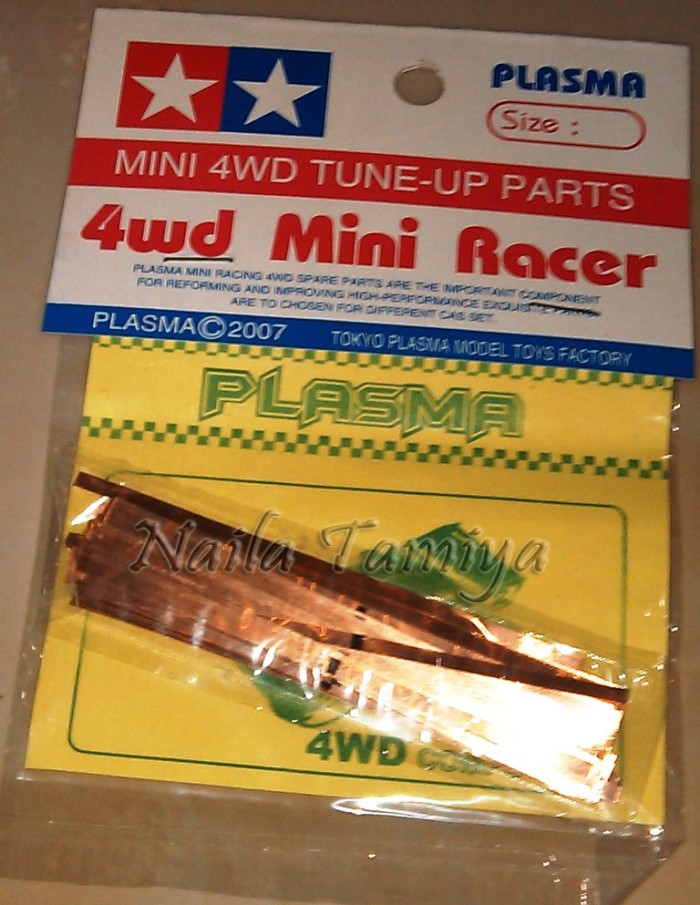 PLASMA
Size :
MINI 4WD TUNE-UP PARTS
4wd Mini Racer
PLASMA MINI RACING 4WD SPARE PARTS ARE THE IMPORTANT COMPONENT
FOR REFORMING AND IMPROVING HIGH-PERFORMANCE EXQUISITE
ARE TO CHOSEN FOR DIFFERENT CAS SET.
PLASMA©2007 TOKYO PLASMA MODEL TOYS FACTORY
PLASMA
Naila Tamiya
4WD